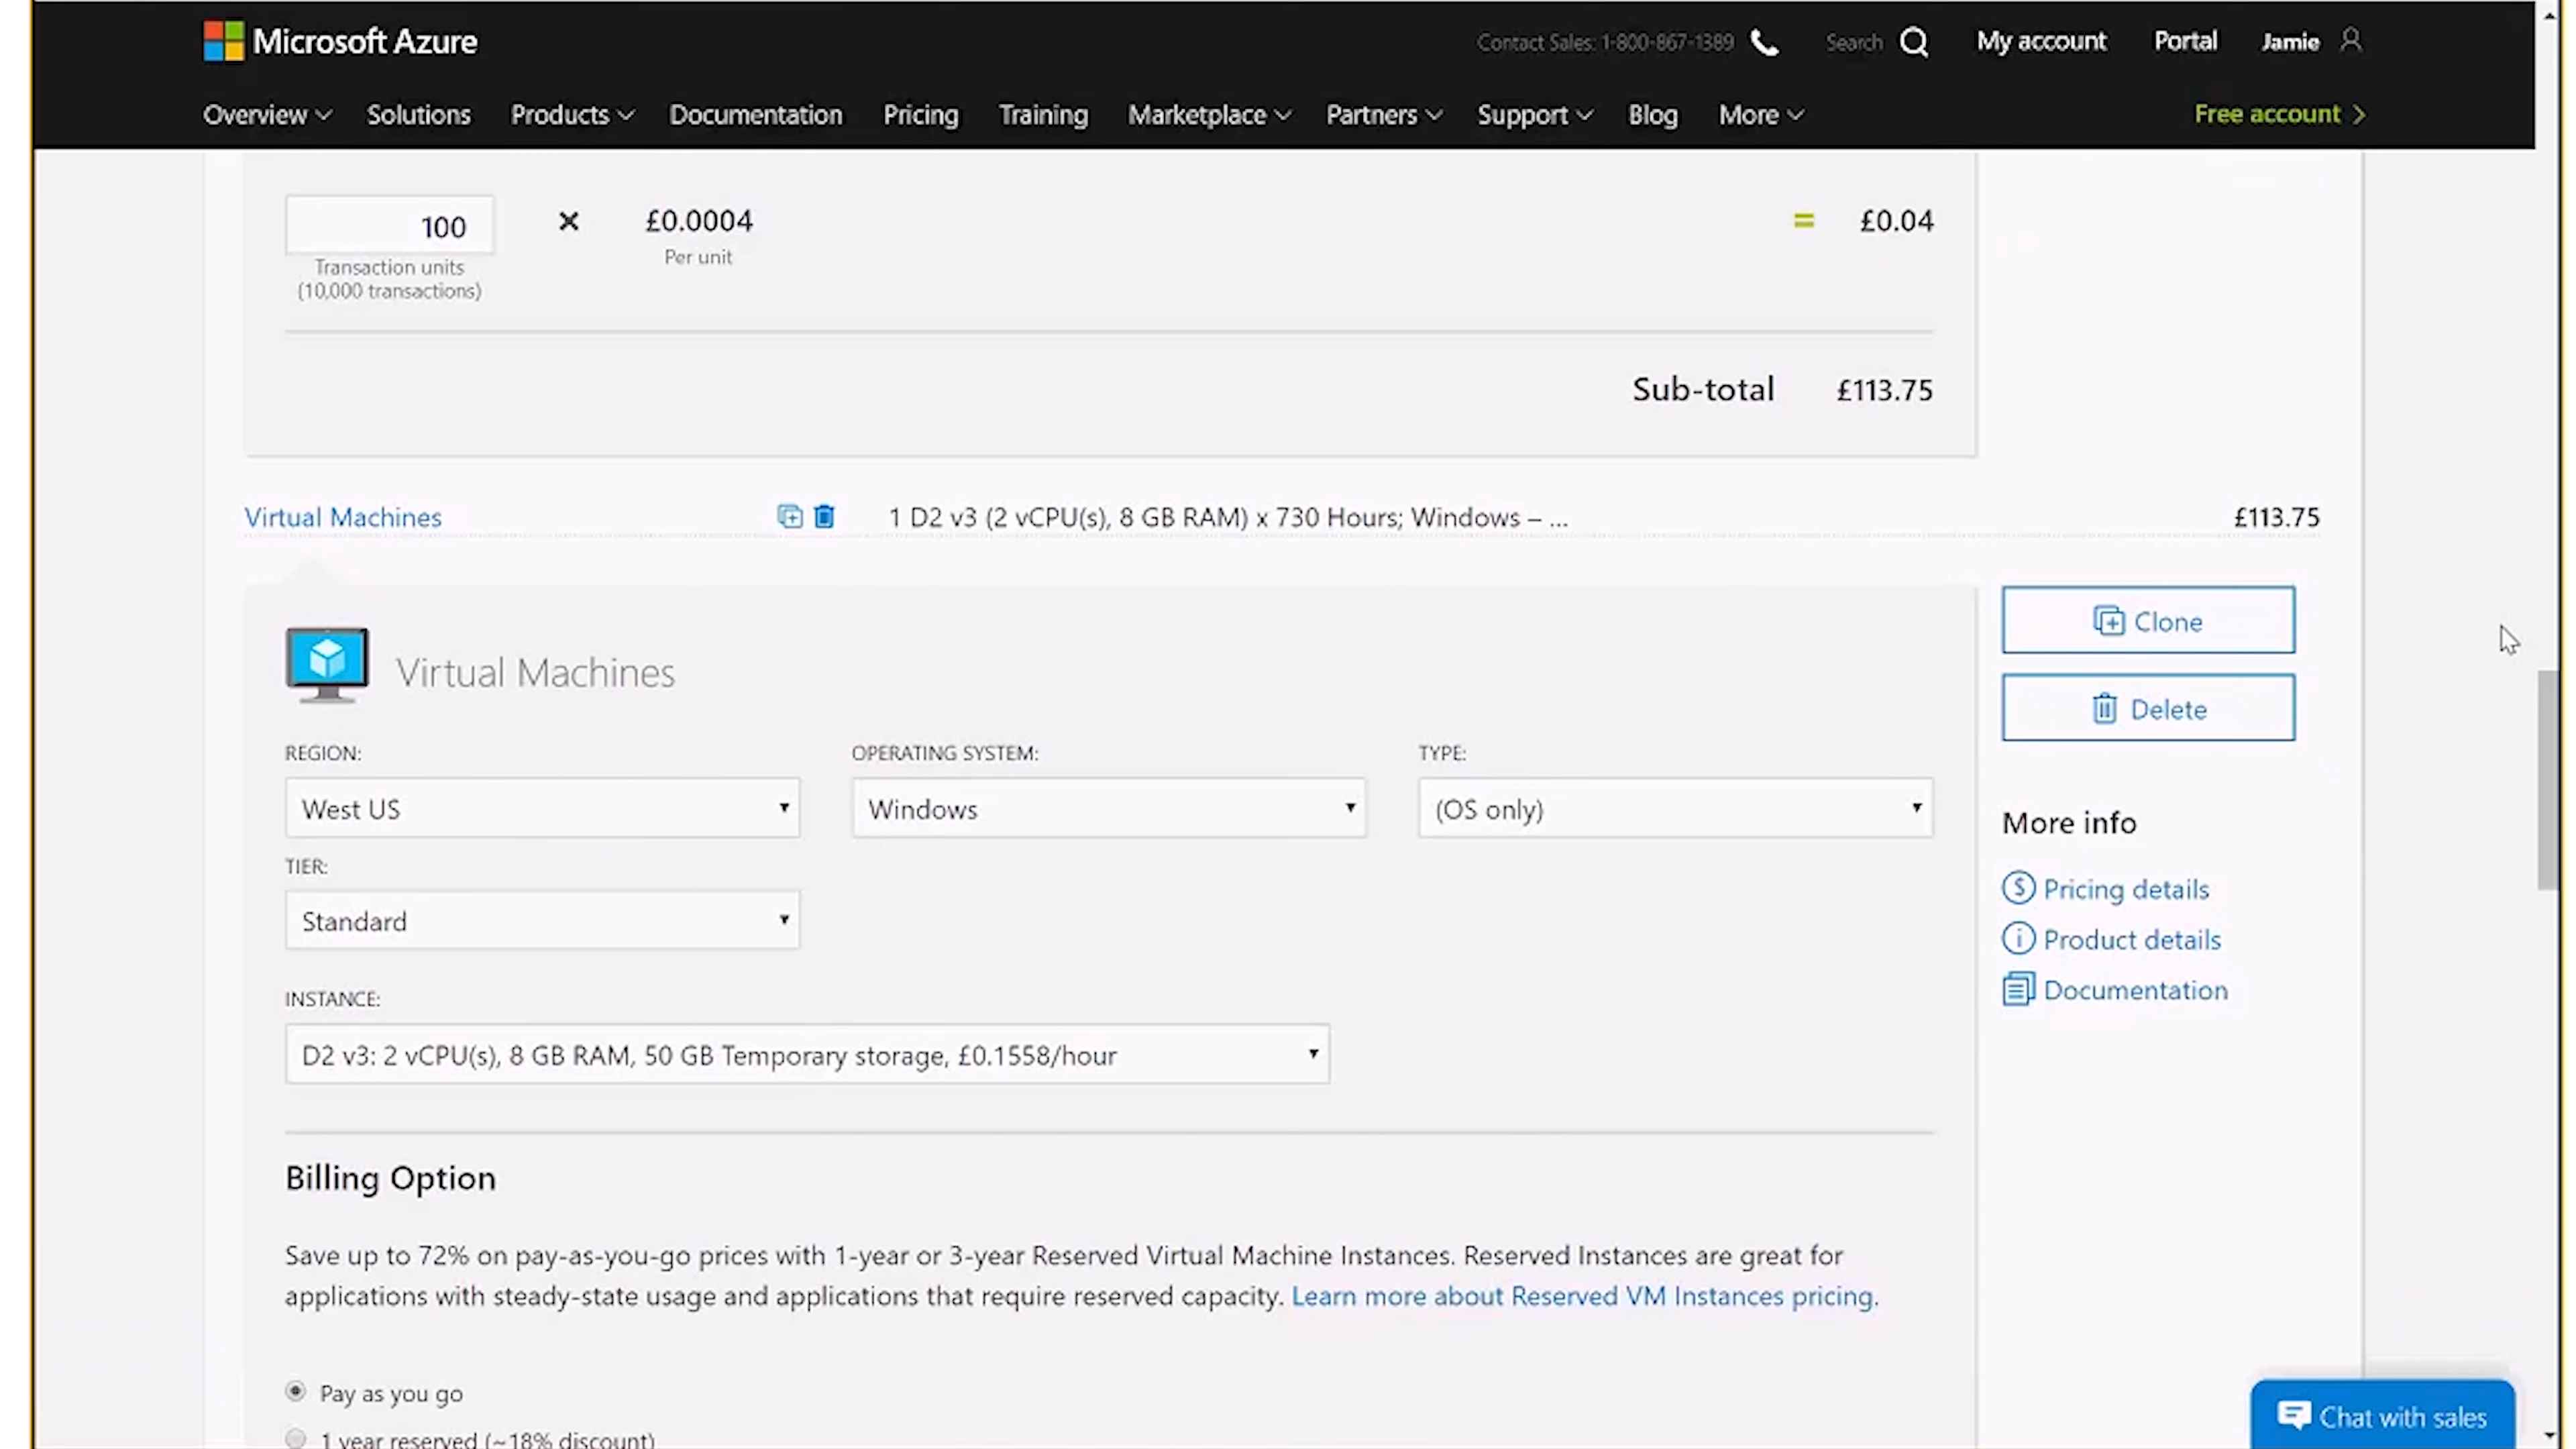 Microsoft Azure
Contact Sales: 1-800-867-1389
Search
My account
Portal
Jamie
Overview
Solutions
Products
Documentation
Pricing
Training
Marketplace
Partners
Support
Blog
More
Free account
100
×
£0.0004
=
£0.04
Transaction units
(10,000 transactions)
Per unit
Sub-total
£113.75
Virtual Machines
1 D2 v3 (2 vCPU(s), 8 GB RAM) x 730 Hours; Windows – ...
£113.75
Virtual Machines
Clone
Delete
REGION:
OPERATING SYSTEM:
TYPE:
West US
Windows
(OS only)
TIER:
Standard
More info
Pricing details
Product details
Documentation
INSTANCE:
D2 v3: 2 vCPU(s), 8 GB RAM, 50 GB Temporary storage, £0.1558/hour
Billing Option
Save up to 72% on pay-as-you-go prices with 1-year or 3-year Reserved Virtual Machine Instances. Reserved Instances are great for
applications with steady-state usage and applications that require reserved capacity. Learn more about Reserved VM Instances pricing.
Pay as you go
1 year reserved (~18% discount)
Chat with sales